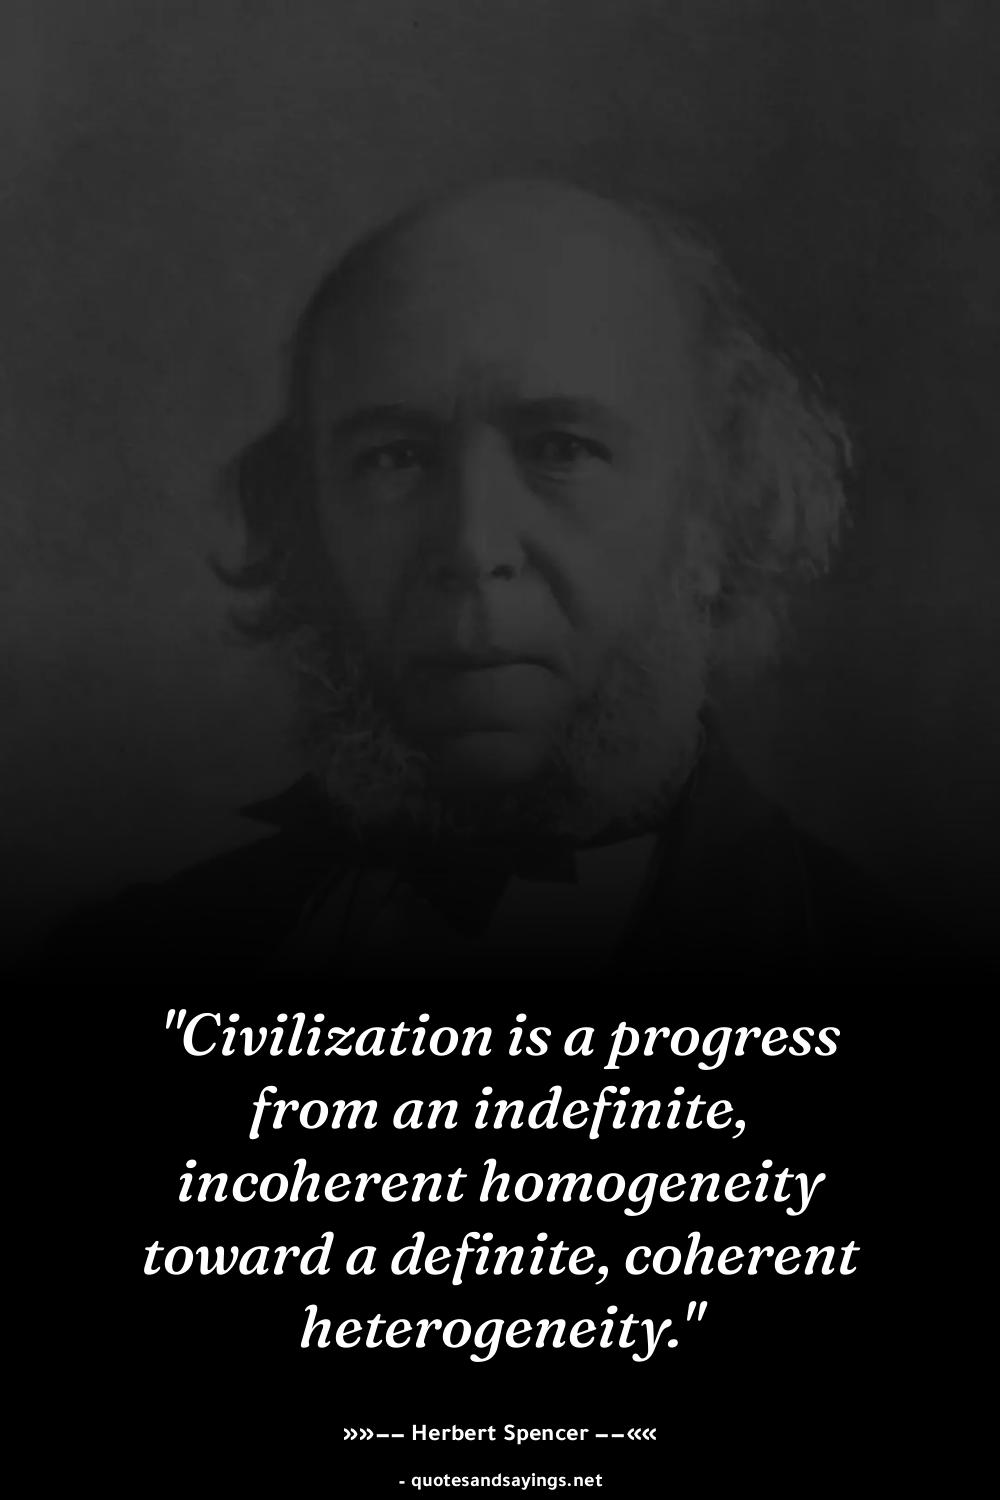 "Civilization is a progress
from an indefinite,
incoherent homogeneity
toward a definite, coherent
heterogeneity."
»»–– Herbert Spencer ––««
- quotesandsayings.net